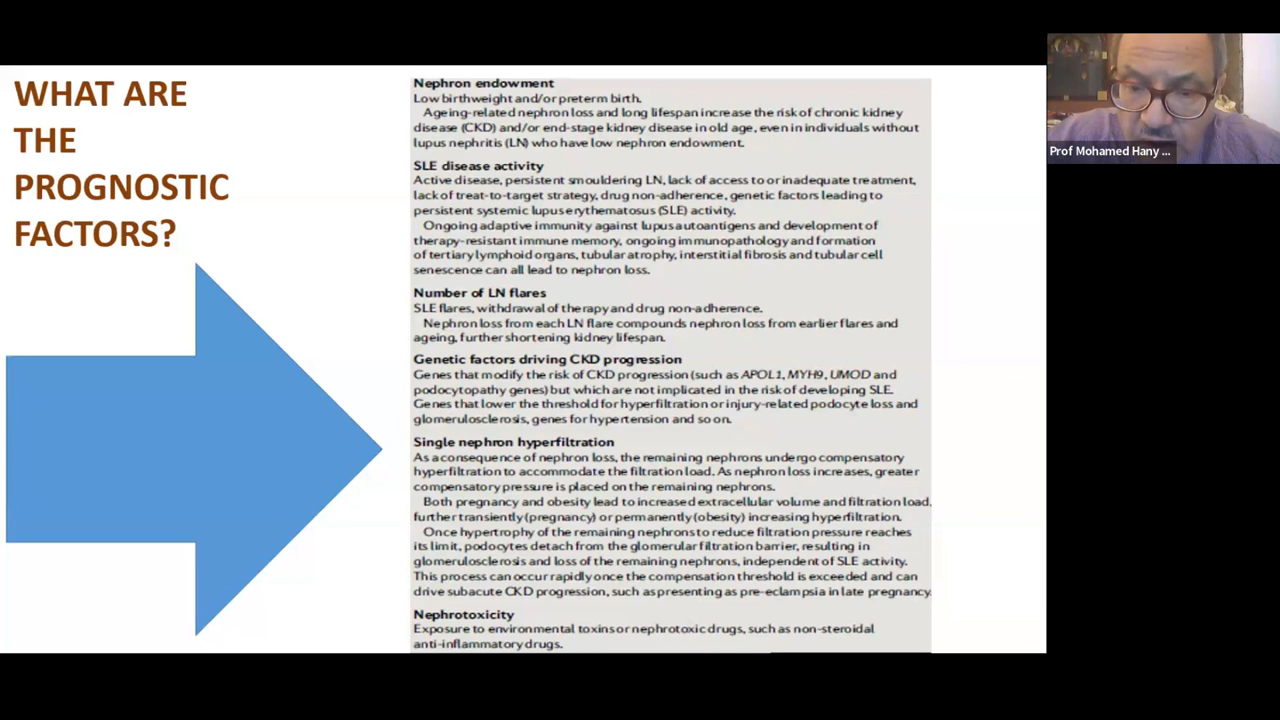 WHAT ARE
THE
PROGNOSTIC
FACTORS?
Nephron endowment
Low birthweight and/or preterm birth.
Ageing-related nephron loss and long lifespan increase the risk of chronic kidney
disease (CKD) and/or end-stage kidney disease in old age, even in individuals without
lupus nephritis (LN) who have low nephron endowment.
SLE disease activity
Active disease, persistent smouldering LN, lack of access to or inadequate treatment,
lack of treat-to-target strategy, drug non-adherence, genetic factors leading to
persistent systemic lupus erythematosus (SLE) activity.
Ongoing adaptive immunity against lupus autoantigens and development of
therapy-resistant immune memory, ongoing immunopathology and formation
of tertiary lymphoid organs, tubular atrophy, interstitial fibrosis and tubular cell
senescence can all lead to nephron loss.
Number of LN flares
SLE flares, withdrawal of therapy and drug non-adherence.
Nephron loss from each LN flare compounds nephron loss from earlier flares and
ageing, further shortening kidney lifespan.
Genetic factors driving CKD progression
Genes that modify the risk of CKD progression (such as APOL1, MYH9, UMOD and
podocytopathy genes) but which are not implicated in the risk of developing SLE.
Genes that lower the threshold for hyperfiltration or injury-related podocyte loss and
glomerulosclerosis, genes for hypertension and so on.
Single nephron hyperfiltration
As a consequence of nephron loss, the remaining nephrons undergo compensatory
hyperfiltration to accommodate the filtration load. As nephron loss increases, greater
compensatory pressure is placed on the remaining nephrons.
Both pregnancy and obesity lead to increased extracellular volume and filtration load,
further transiently (pregnancy) or permanently (obesity) increasing hyperfiltration.
Once hypertrophy of the remaining nephrons to reduce filtration pressure reaches
its limit, podocytes detach from the glomerular filtration barrier, resulting in
glomerulosclerosis and loss of the remaining nephrons, independent of SLE activity.
This process can occur rapidly once the compensation threshold is exceeded and can
drive subacute CKD progression, such as presenting as pre-eclampsia in late pregnancy.
Nephrotoxicity
Exposure to environmental toxins or nephrotoxic drugs, such as non-steroidal
anti-inflammatory drugs.
Prof Mohamed Hany ...